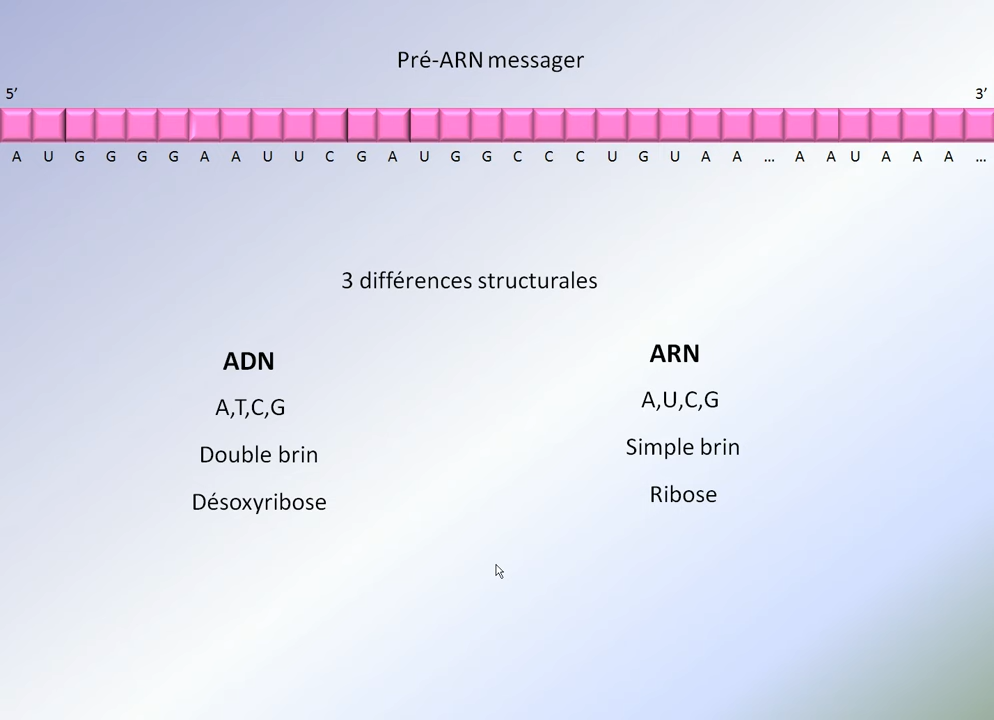 Pré-ARN messager
5’ 3’
A U G G G G A A U U C G A U G G C C C U G U A A ... A A U A A A ...
3 différences structurales
ADN ARN
A,T,C,G A,U,C,G
Double brin Simple brin
Désoxyribose Ribose